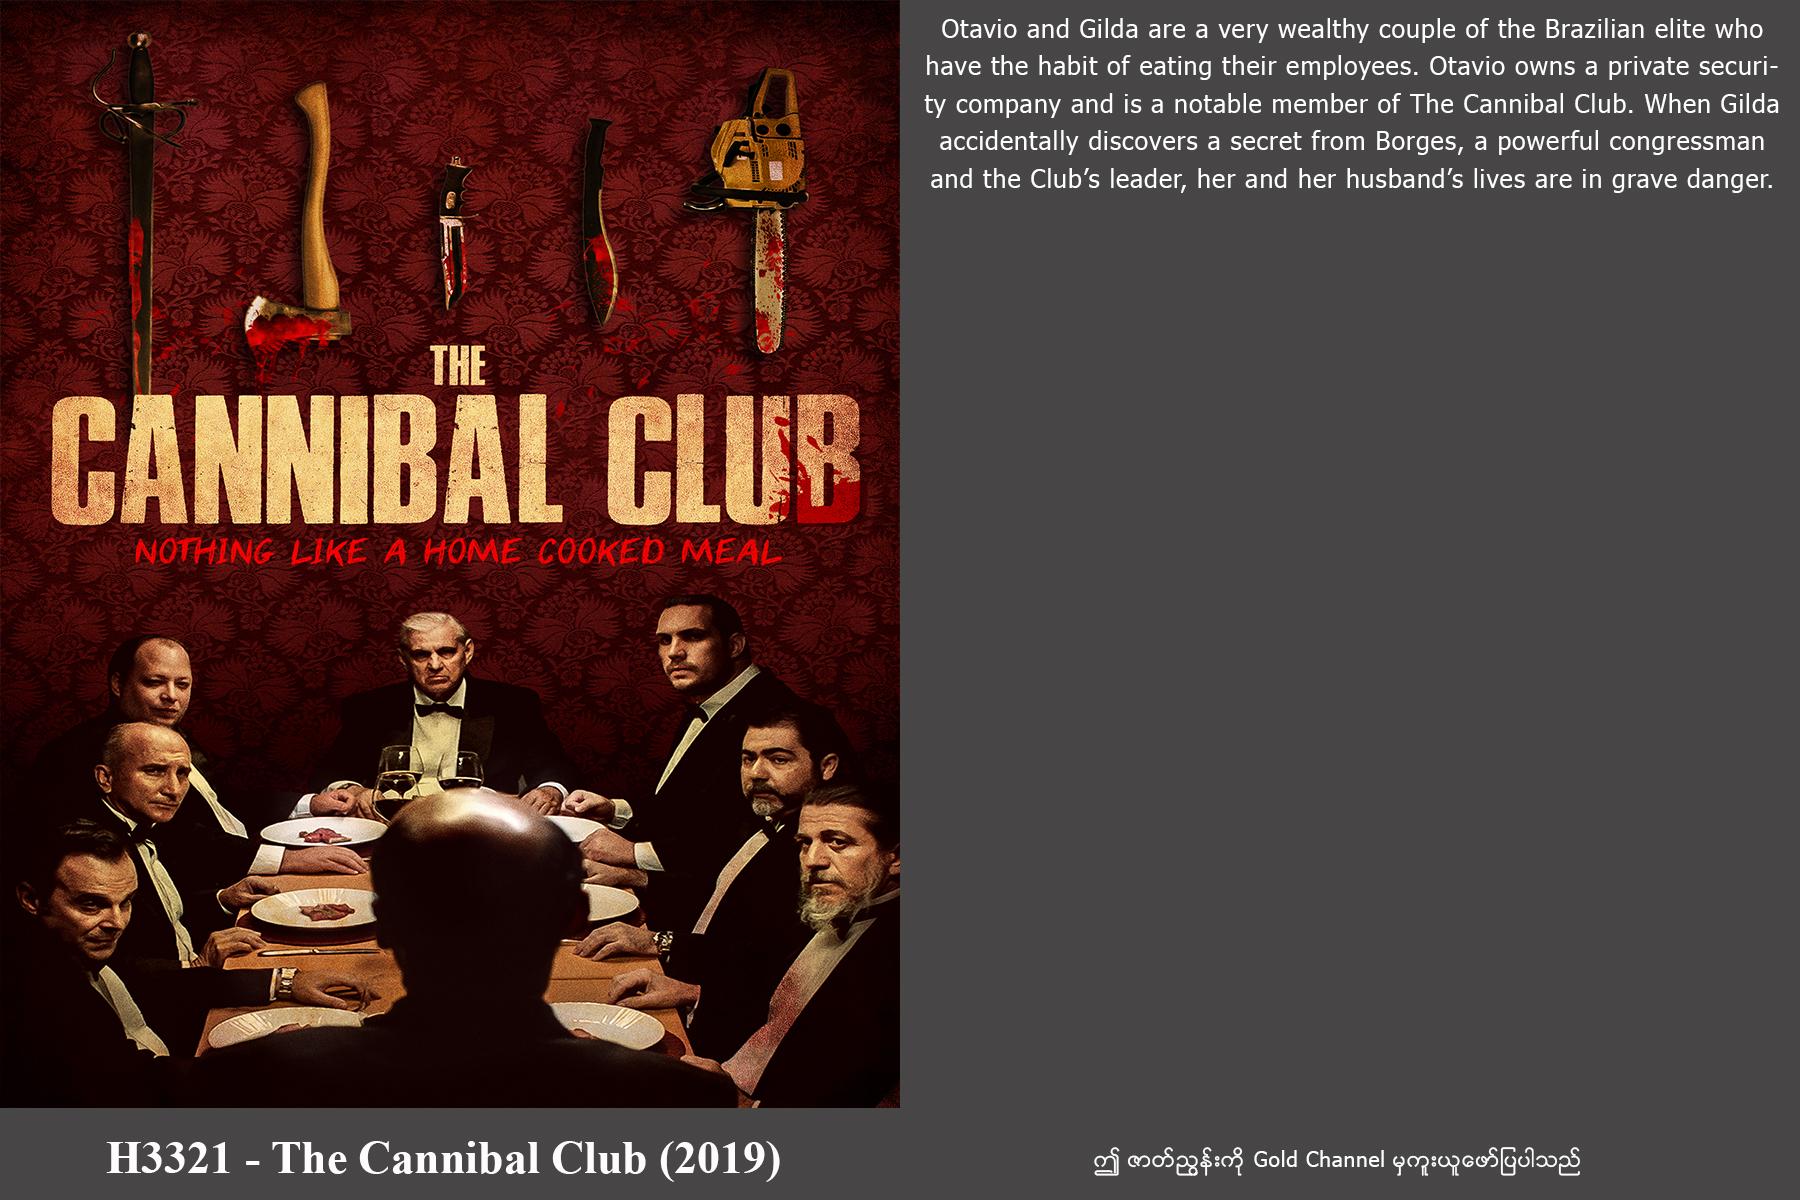 THE
CANNIBAL CLUB
NOTHING LIKE A HOME COOKED MEAL
H3321 - The Cannibal Club (2019)
Otavio and Gilda are a very wealthy couple of the Brazilian elite who
have the habit of eating their employees. Otavio owns a private securi-
ty company and is a notable member of The Cannibal Club. When Gilda
accidentally discovers a secret from Borges, a powerful congressman
and the Club’s leader, her and her husband’s lives are in grave danger.
ဤ ဇာတ်ညွှန်းကို Gold Channel မှကူးယူဖော်ပြပါသည်